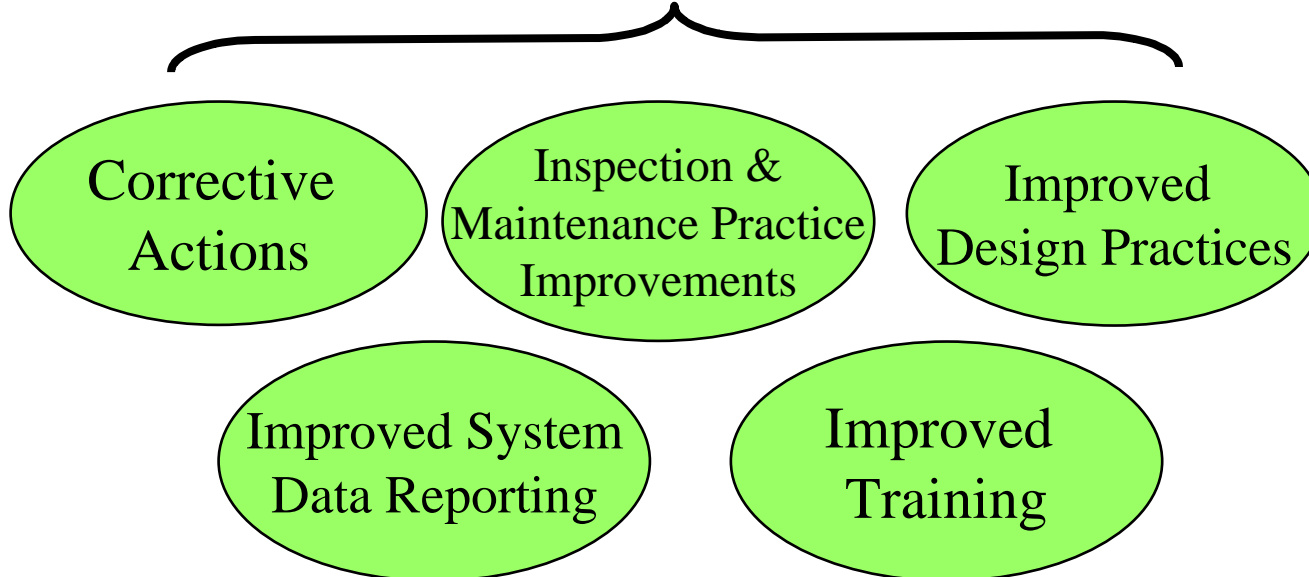 Corrective
Actions
Inspection &
Maintenance Practice
Improvements
Improved
Design Practices
Improved System
Data Reporting
Improved
Training